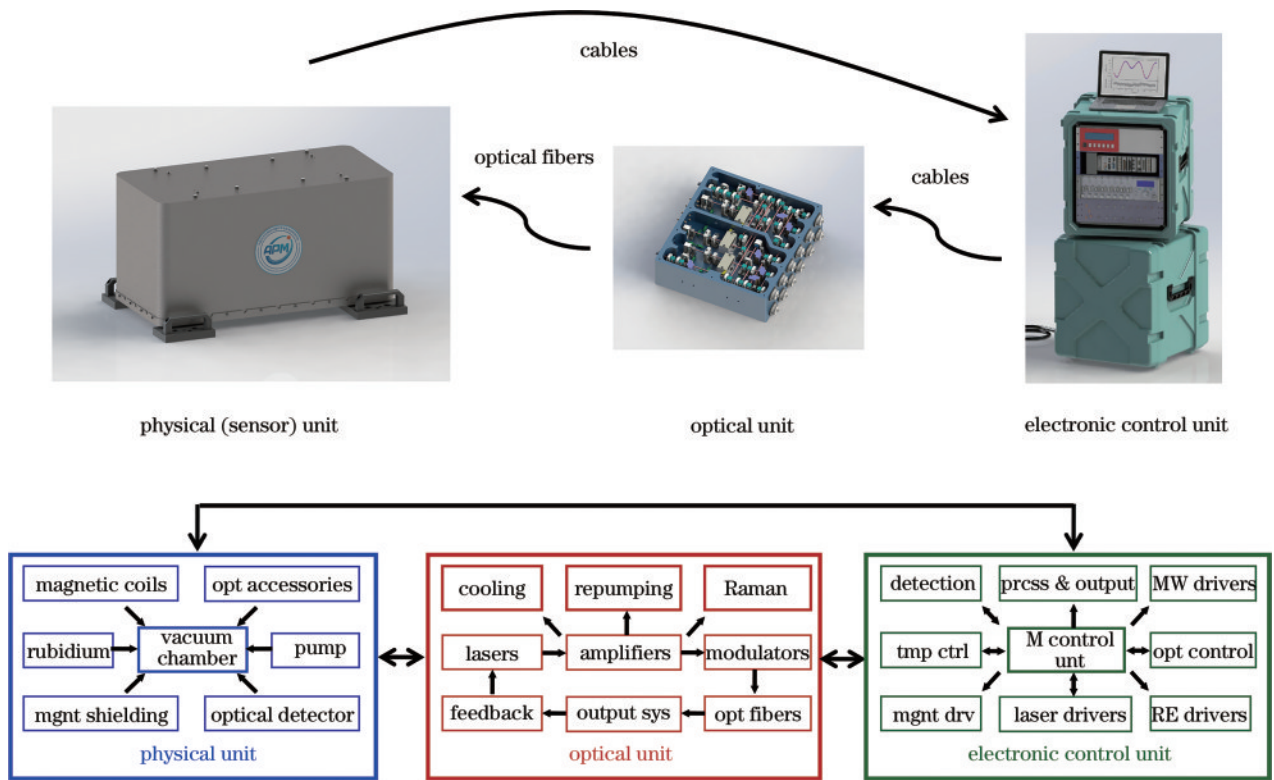 cables
optical fibers
cables
QPM
physical (sensor) unit
optical unit
electronic control unit
magnetic coils
opt accessories
rubidium
vacuum
chamber
pump
mgnt shielding
optical detector
physical unit
cooling
repumping
Raman
lasers
amplifiers
modulators
feedback
output sys
opt fibers
optical unit
detection
prcss & output
MW drivers
tmp ctrl
M control
unt
opt control
mgnt drv
laser drivers
RE drivers
electronic control unit